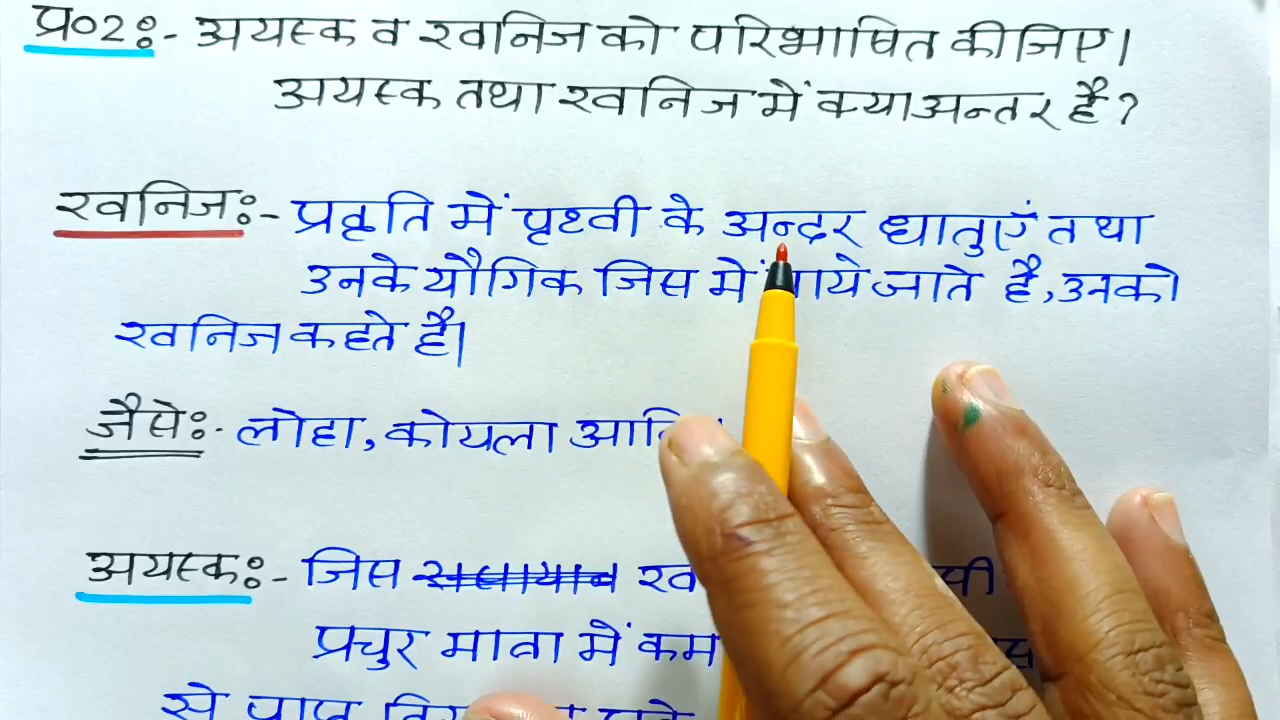 प्र०2ः- अयस्क व खनिज को परिभाषित कीजिए।
अयस्क तथा खनिज में क्या अन्तर है?
खनिजः- प्रकृति में पृथ्वी के अन्दर धातुएँ तथा
उनके यौगिक जिस में पाये जाते है, उनको
खनिज कहते है।
जैसेः- लोहा, कोयला आदि
अयस्कः- जिस
प्रचुर मात्रा में कम
से प्राप्त